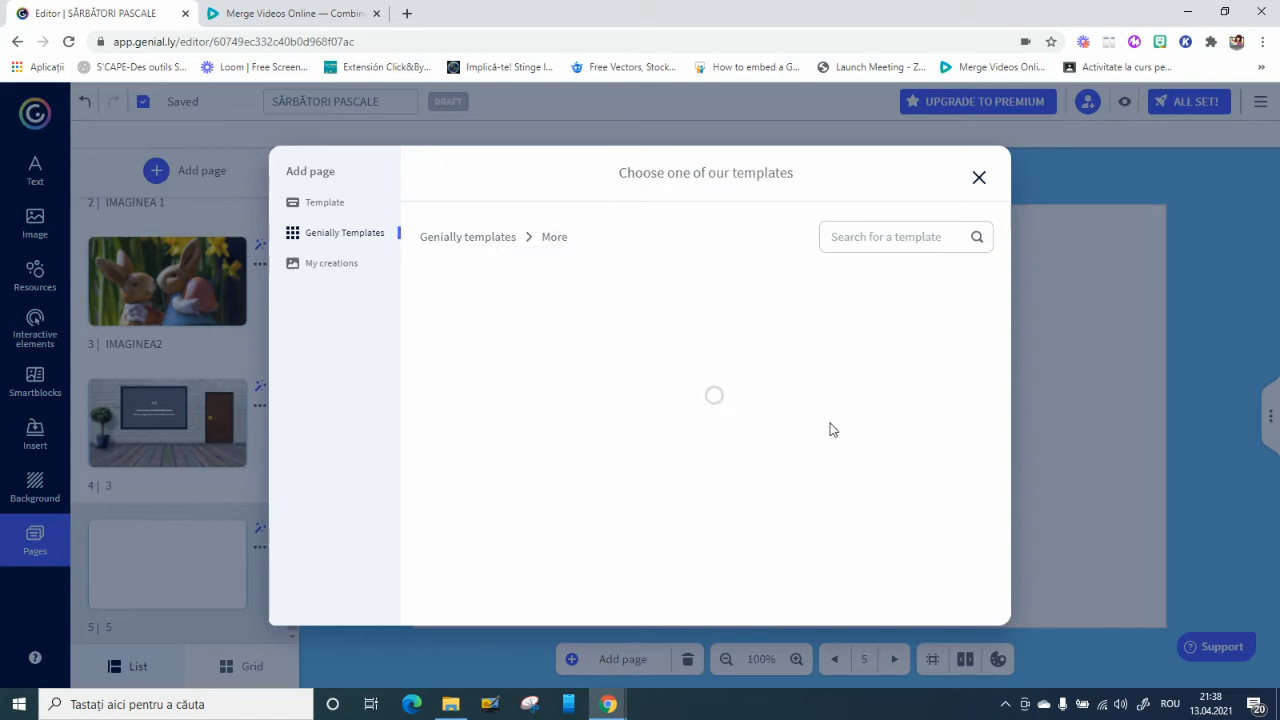 Editor | SĂRBĂTORI PASCALE
Merge Videos Online — Combin
app.genial.ly/editor/60749ec332c40b0d968f07ac
Aplicații
S'CAPE-Des outils S...
Loom | Free Screen...
Extensión Click&By...
Implică-te! Stinge l...
Free Vectors, Stock...
How to embed a G...
Launch Meeting - Z...
Merge Videos Onli...
Activitate la curs pe...
Saved
SĂRBĂTORI PASCALE
DRAFT
UPGRADE TO PREMIUM
ALL SET!
Text
Image
Resources
Interactive
elements
Smartblocks
Insert
Background
Pages
Add page
2 | IMAGINEA 1
3 | IMAGINEA2
4 | 3
5 | 5
List
Grid
Add page
Template
Genially Templates
My creations
Choose one of our templates
Genially templates
More
Search for a template
Add page
100%
5
Support
Tastați aici pentru a căuta
ROU
21:38
13.04.2021
20